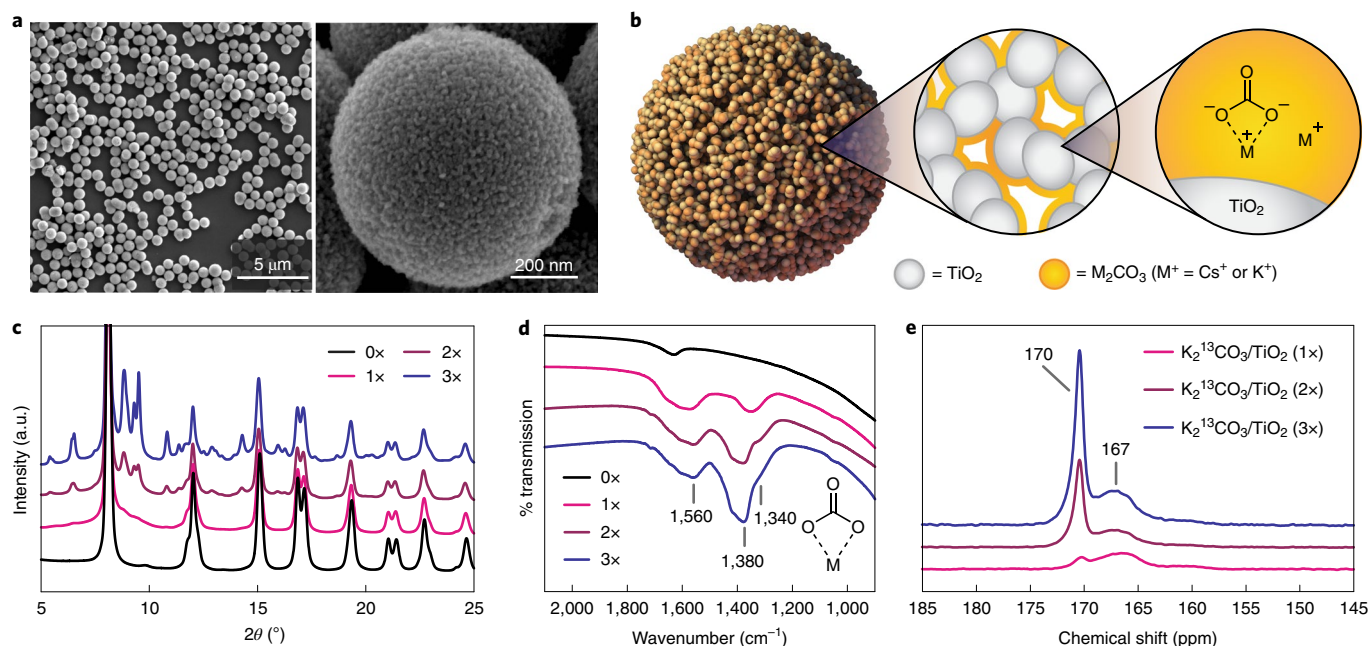 a
5 μm
200 nm
b
O
−O O−
+
M
M+
TiO2
= TiO2
= M2CO3 (M+ = Cs+ or K+)
c
0× 2×
1× 3×
Intensity (a.u.)
5 10 15 20 25
2θ (°)
d
% transmission
0×
1×
2×
3×
1,560
1,340
1,380
O
O O
M
2,000 1,800 1,600 1,400 1,200 1,000
Wavenumber (cm−1)
e
170
167
K2 13CO3/TiO2 (1×)
K2 13CO3/TiO2 (2×)
K2 13CO3/TiO2 (3×)
185 180 175 170 165 160 155 150 145
Chemical shift (ppm)